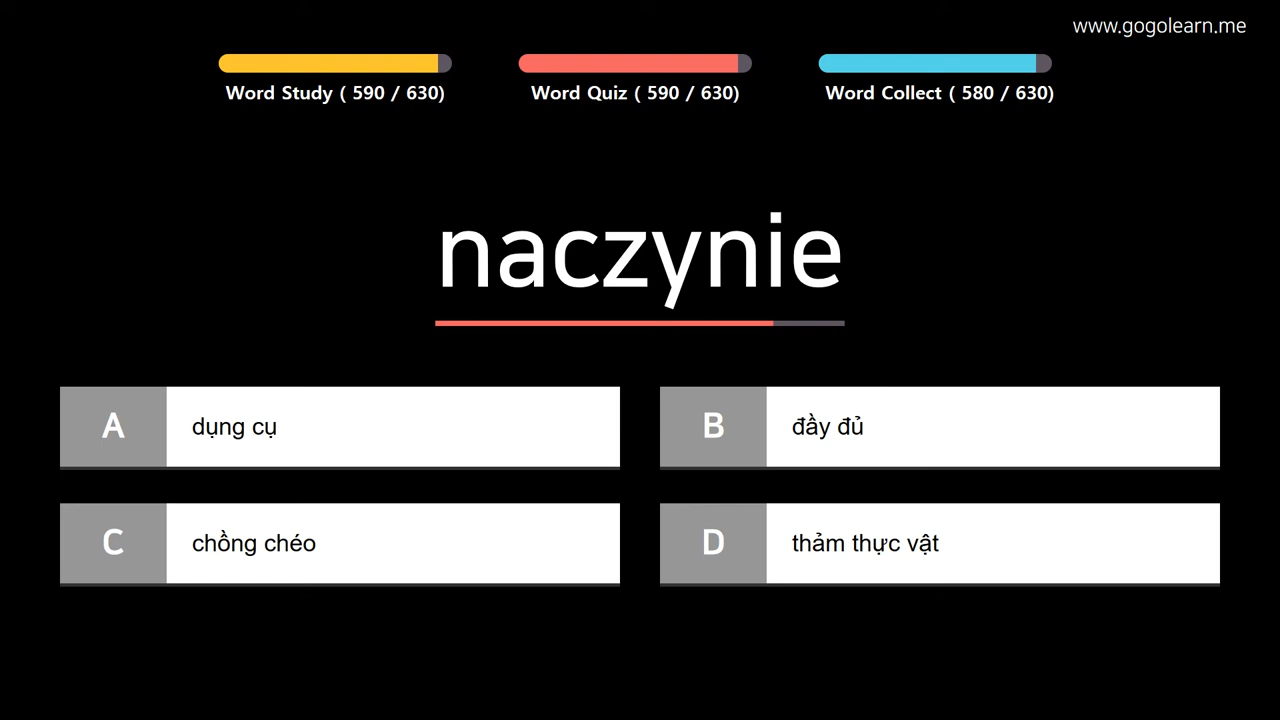 www.gogolearn.me
Word Study ( 590 / 630)
Word Quiz ( 590 / 630)
Word Collect ( 580 / 630)
naczynie
A dụng cụ
B đầy đủ
C chồng chéo
D thảm thực vật